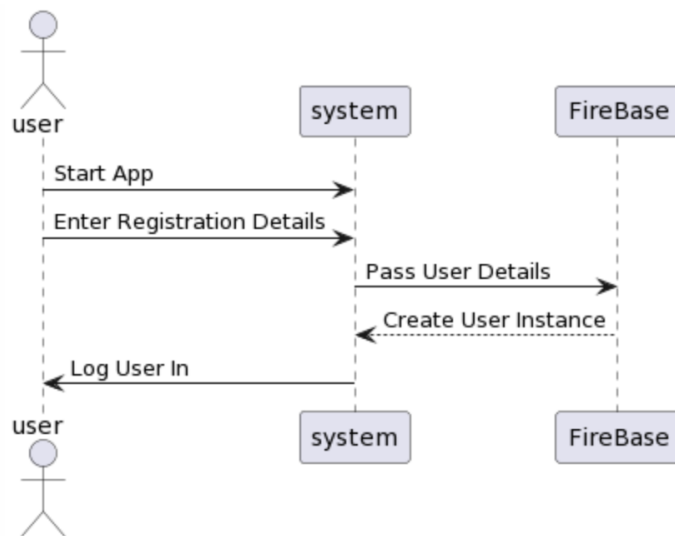 user
system
FireBase
Start App
Enter Registration Details
Pass User Details
Create User Instance
Log User In
user
system
FireBase